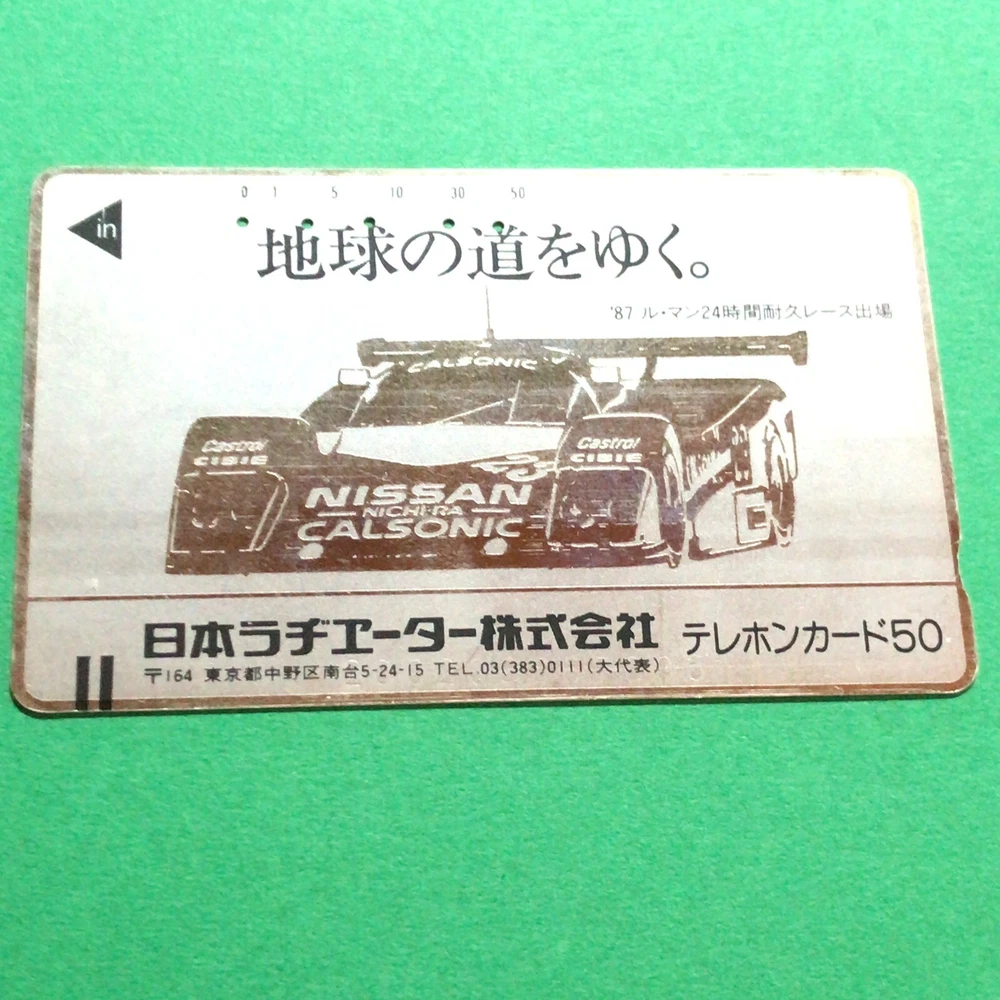 0 1 5 10 30 50
in
地球の道をゆく。
'87 ル・マン24時間耐久レース出場
CALSONIC
Castrol
CIBIE
Castrol
CIBIE
23
NISSAN
NICHI-RA
CALSONIC
日本ラヂエーター株式会社 テレホンカード50
〒164 東京都中野区南台5-24-15 TEL.03(383)0111(大代表)